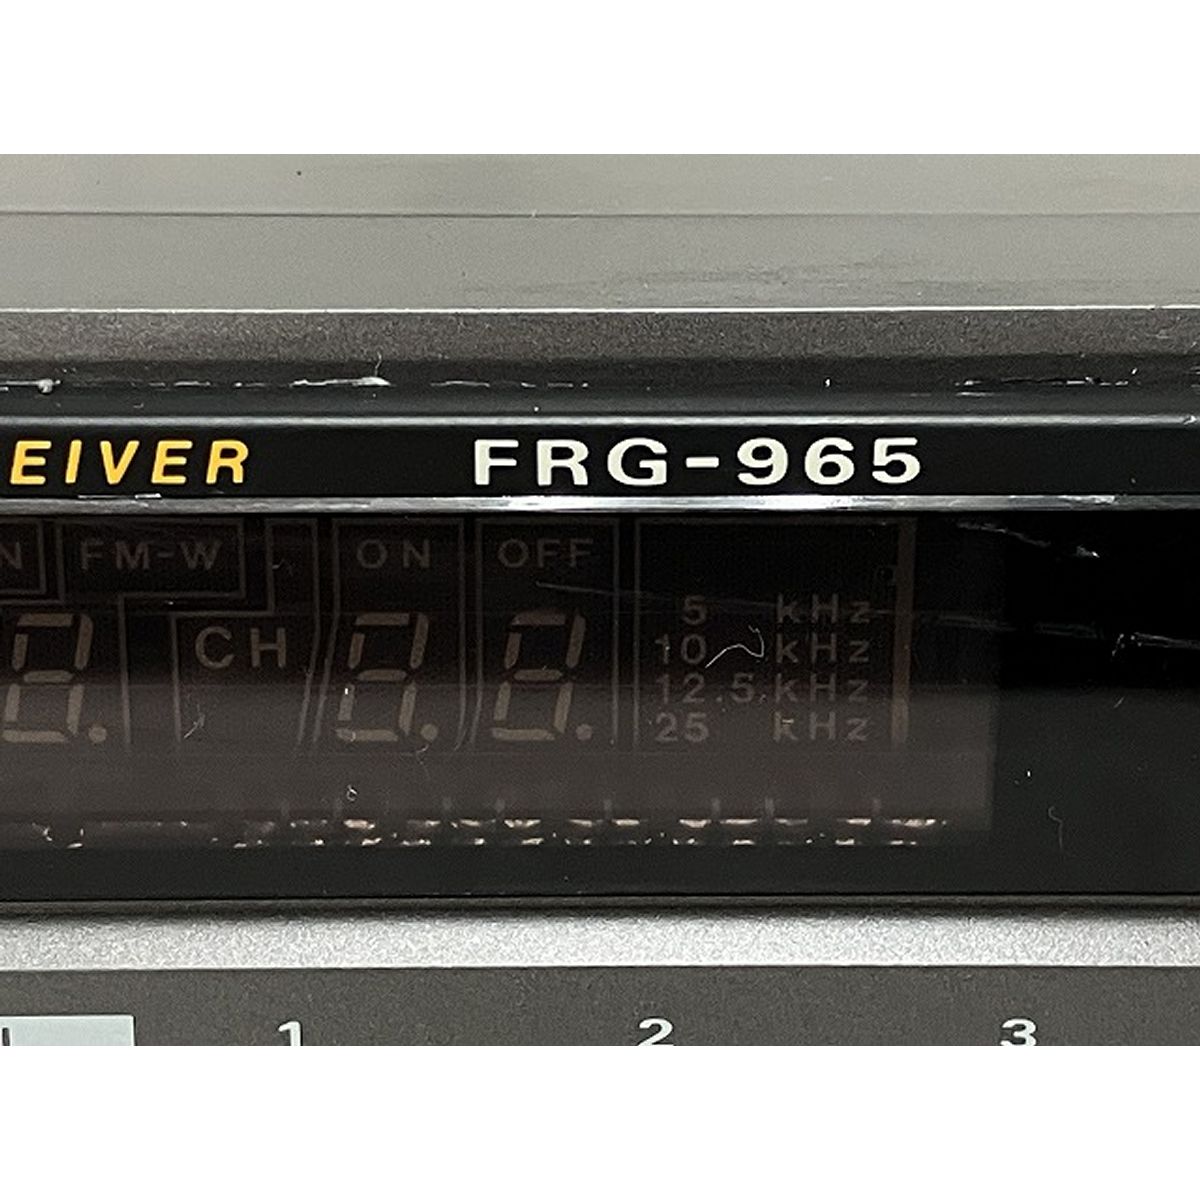 EIVER FRG-965
N FM-W ON OFF
5 kHz
CH 10 kHz
12.5 kHz
25 kHz
1 2 3